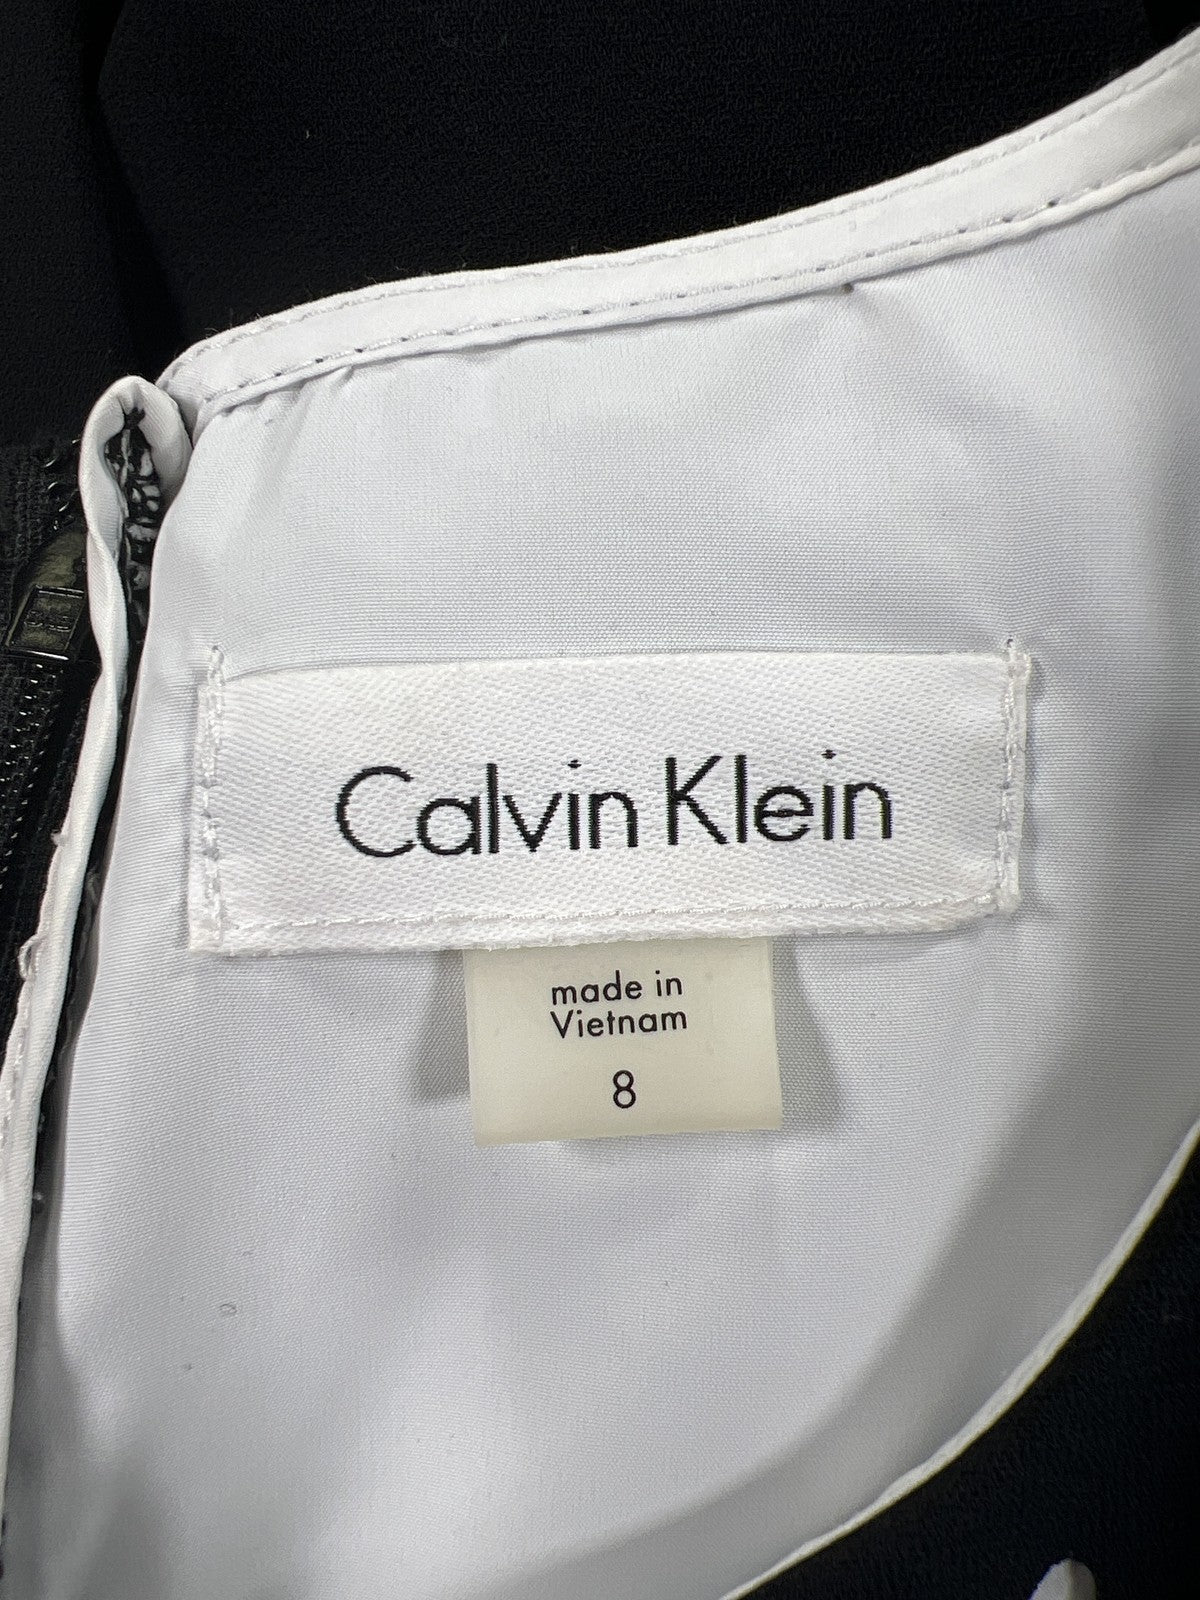 Calvin Klein
made in
Vietnam
8